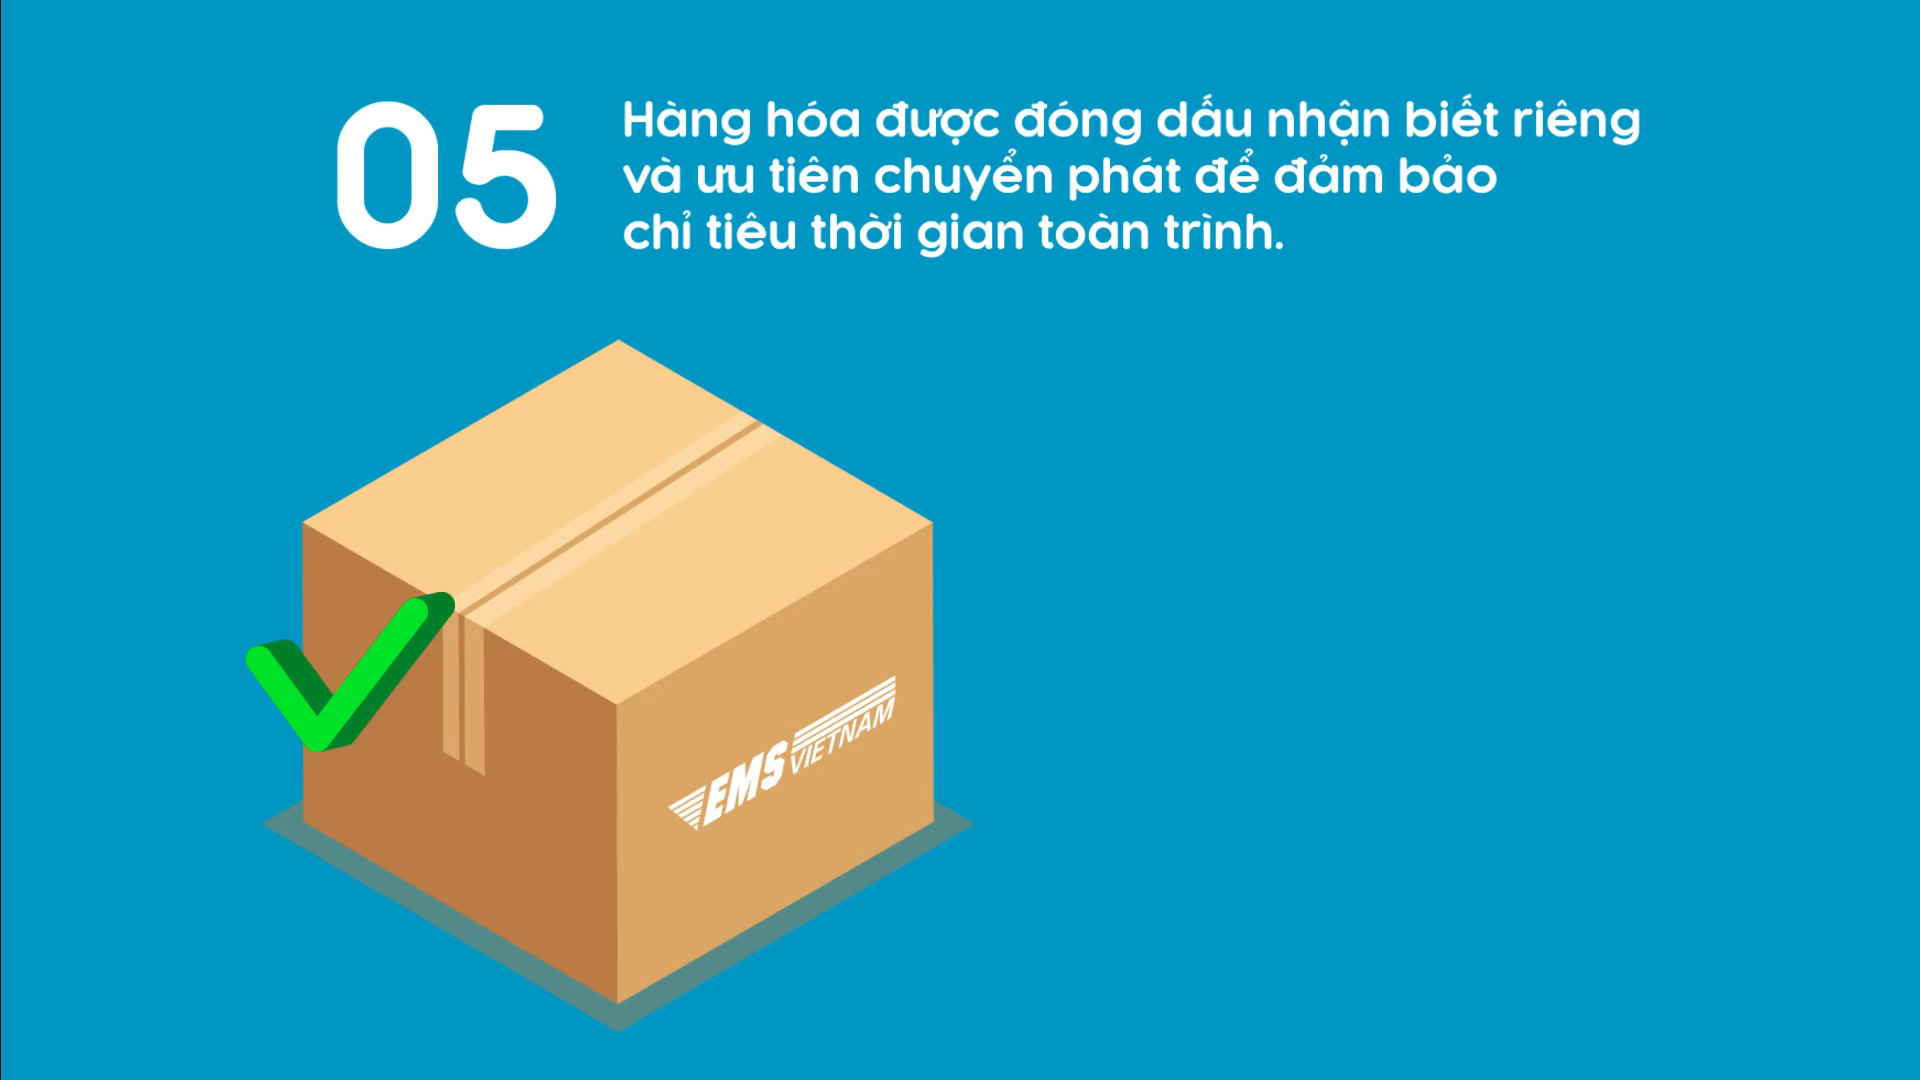 05
Hàng hóa được đóng dấu nhận biết riêng
và ưu tiên chuyển phát để đảm bảo
chỉ tiêu thời gian toàn trình.
EMS VIETNAM